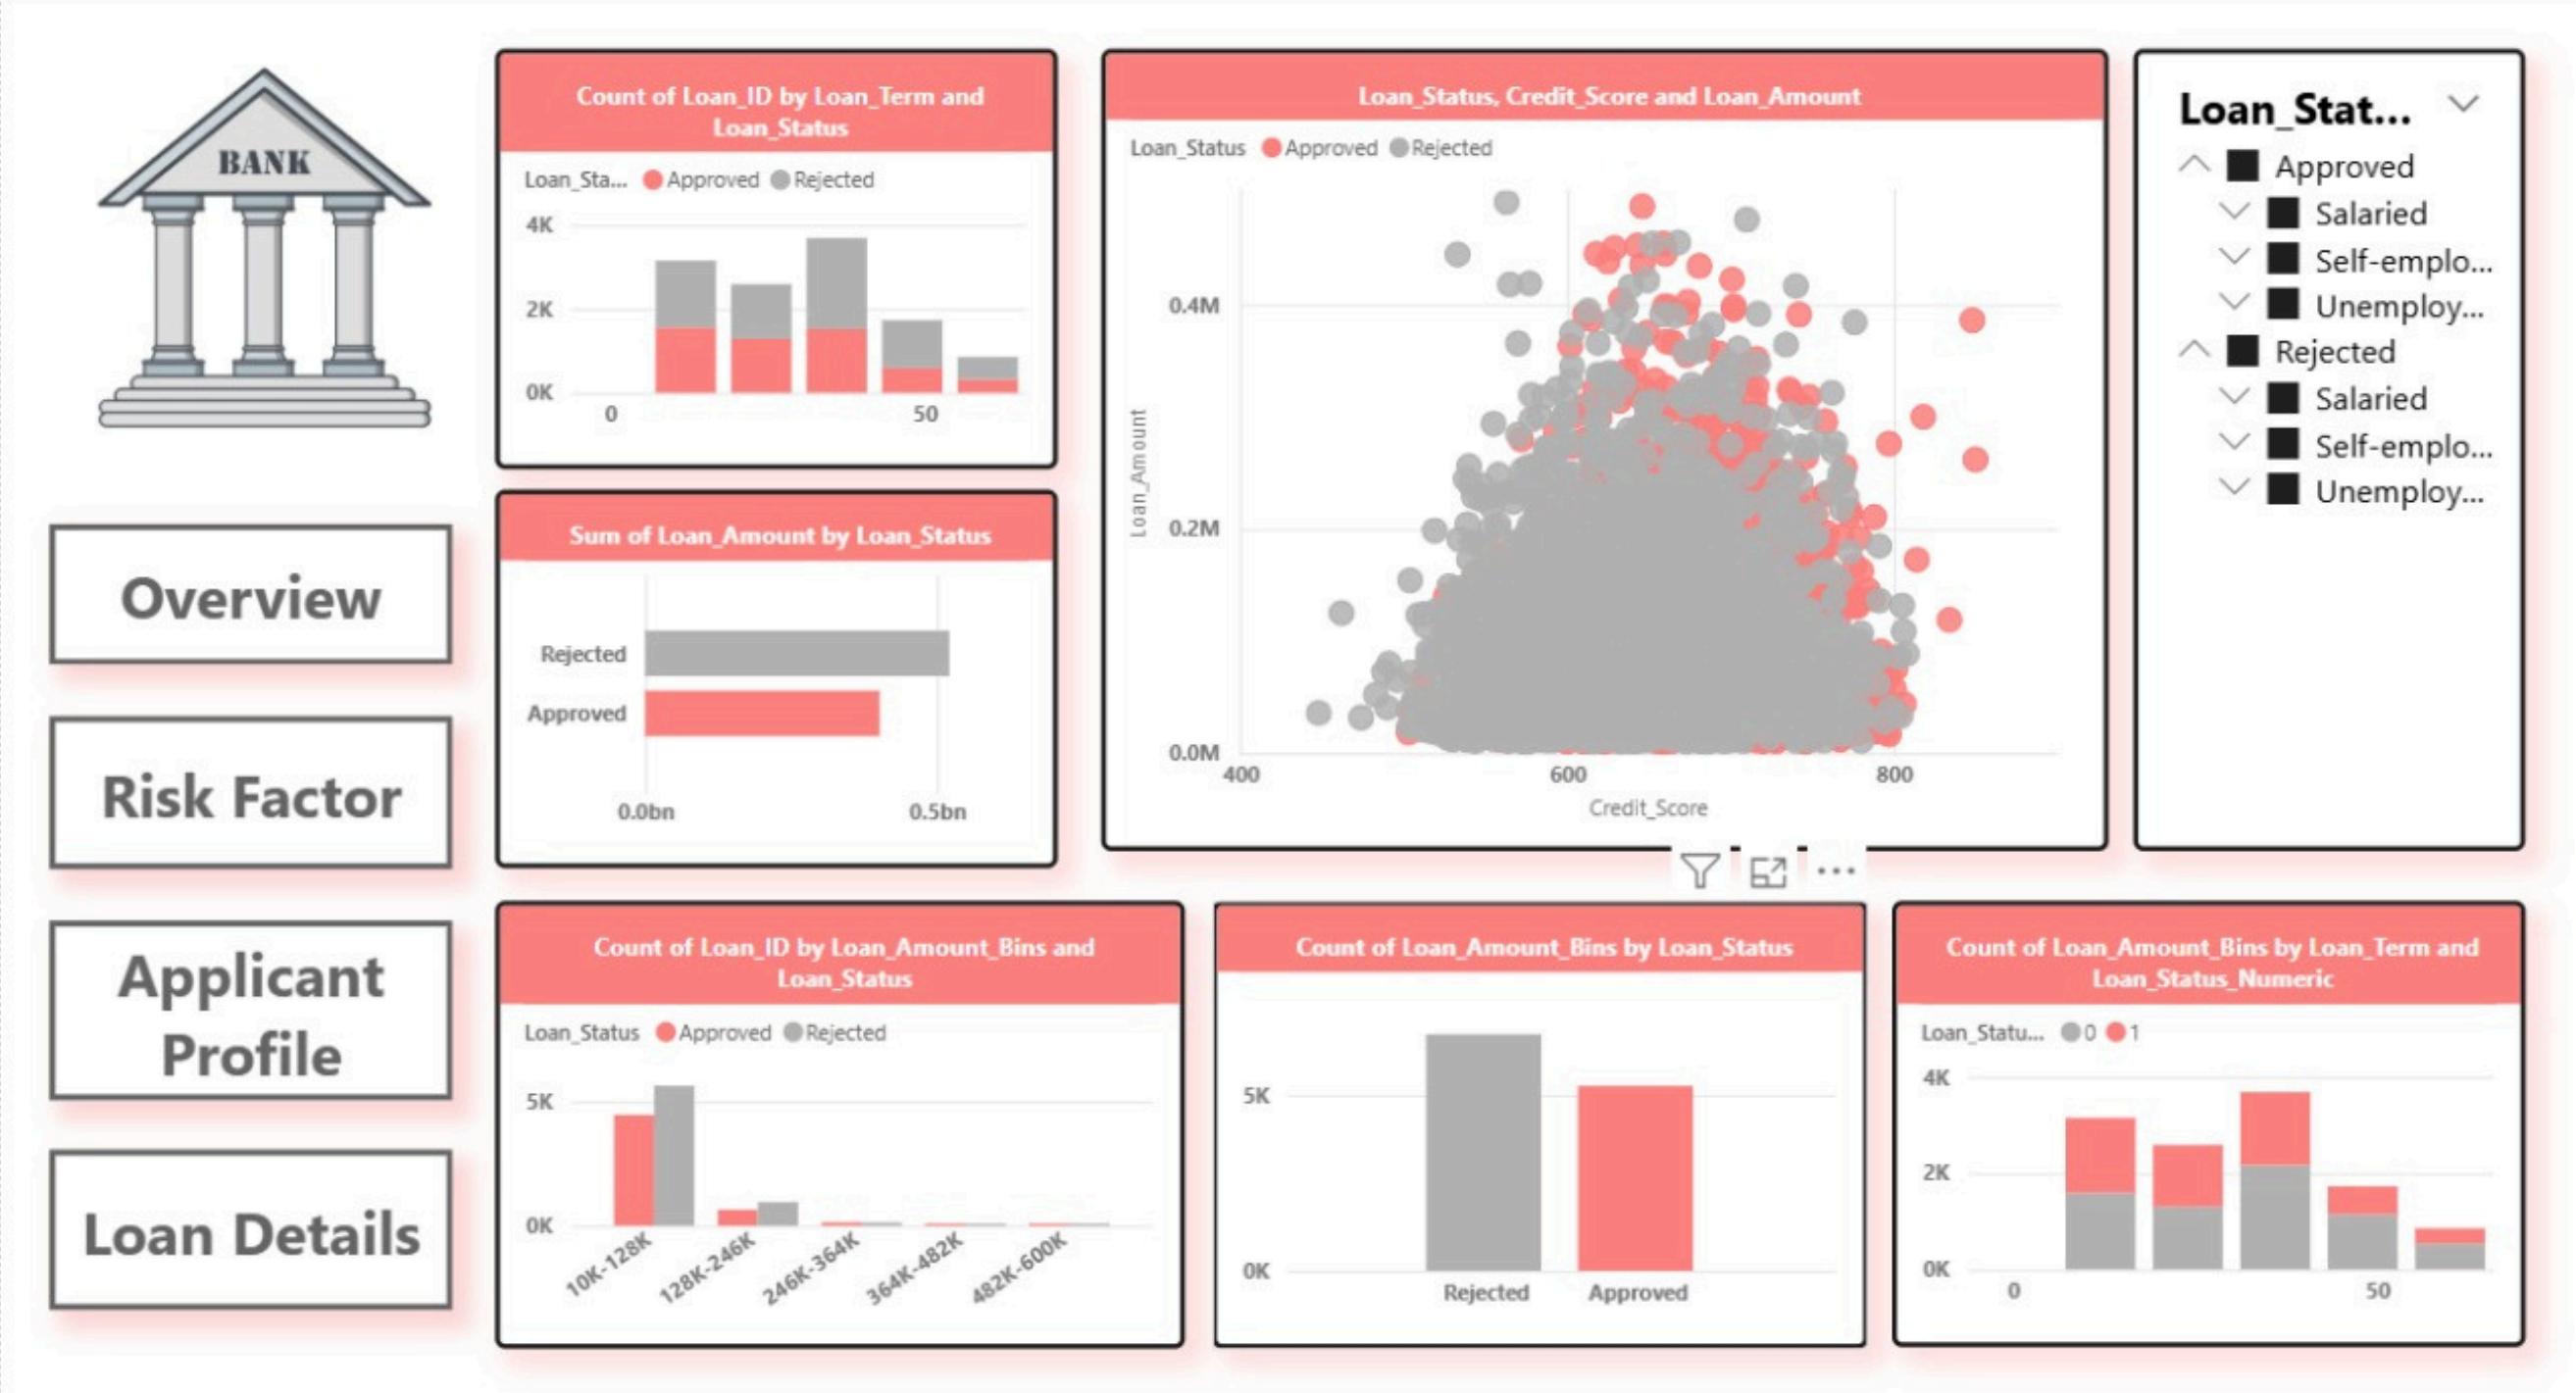 BANK
Overview
Risk Factor
Applicant
Profile
Loan Details
Count of Loan_ID by Loan_Term and
Loan_Status
Loan_Sta... Approved Rejected
4K
2K
0K
0 50
Sum of Loan_Amount by Loan_Status
Rejected
Approved
0.0bn 0.5bn
Loan_Status, Credit_Score and Loan_Amount
Loan_Status Approved Rejected
Loan_Amount
0.4M
0.2M
0.0M
400 600 800
Credit_Score
Loan_Stat...
Approved
Salaried
Self-emplo...
Unemploy...
Rejected
Salaried
Self-emplo...
Unemploy...
Count of Loan_ID by Loan_Amount_Bins and
Loan_Status
Loan_Status Approved Rejected
5K
0K
10K-128K 128K-246K 246K-364K 364K-482K 482K-600K
Count of Loan_Amount_Bins by Loan_Status
5K
0K
Rejected Approved
Count of Loan_Amount_Bins by Loan_Term and
Loan_Status_Numeric
Loan_Statu... 0 1
4K
2K
0K
0 50